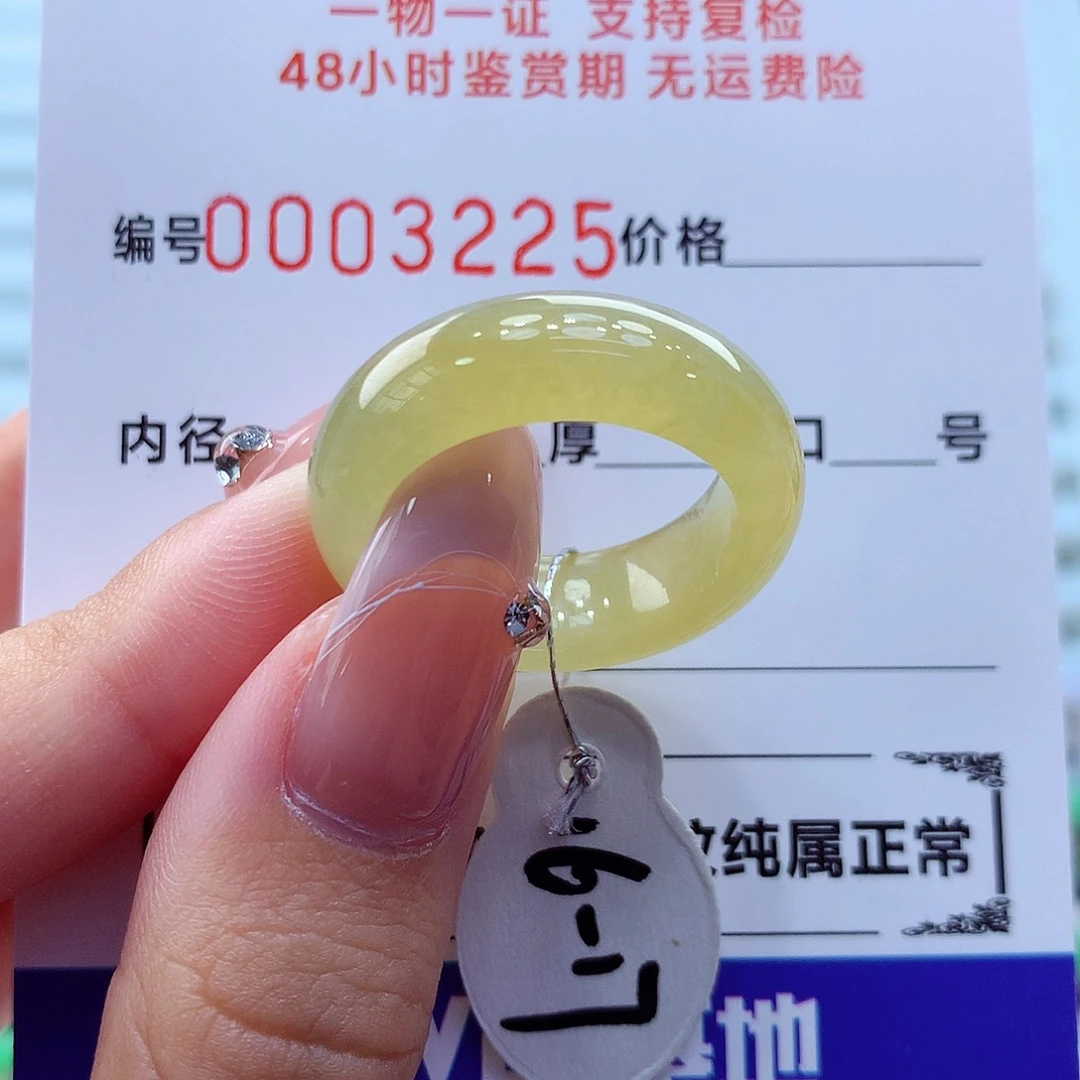 一物一证 支持复检
48小时鉴赏期 无运费险
编号0003225价格
内径 厚 口 号
纯属正常
基地